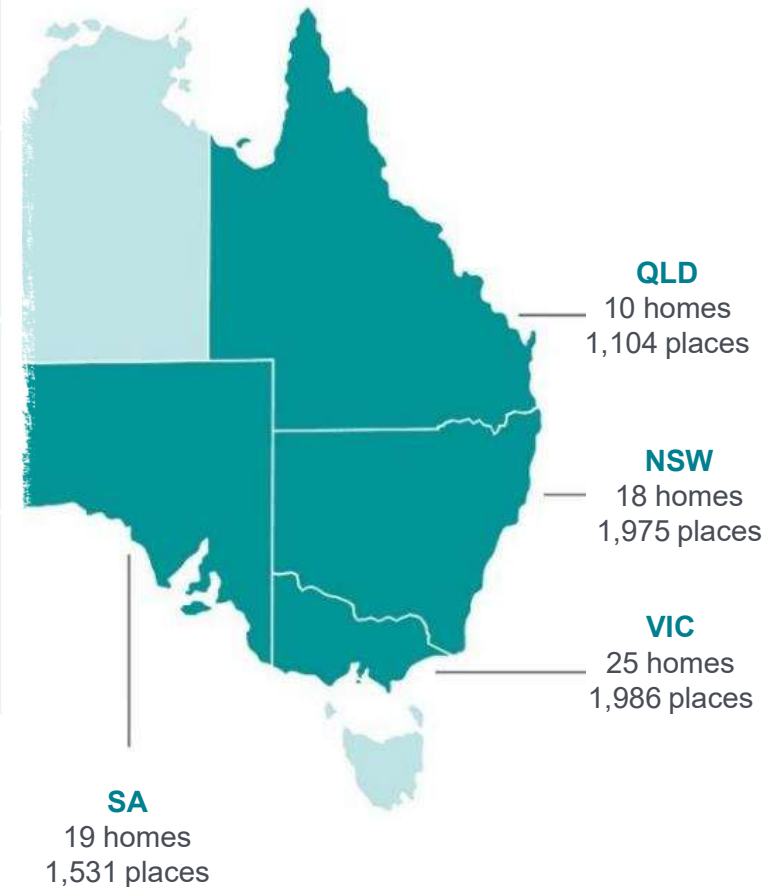 QLD
10 homes
1,104 places
NSW
18 homes
1,975 places
VIC
25 homes
1,986 places
SA
19 homes
1,531 places